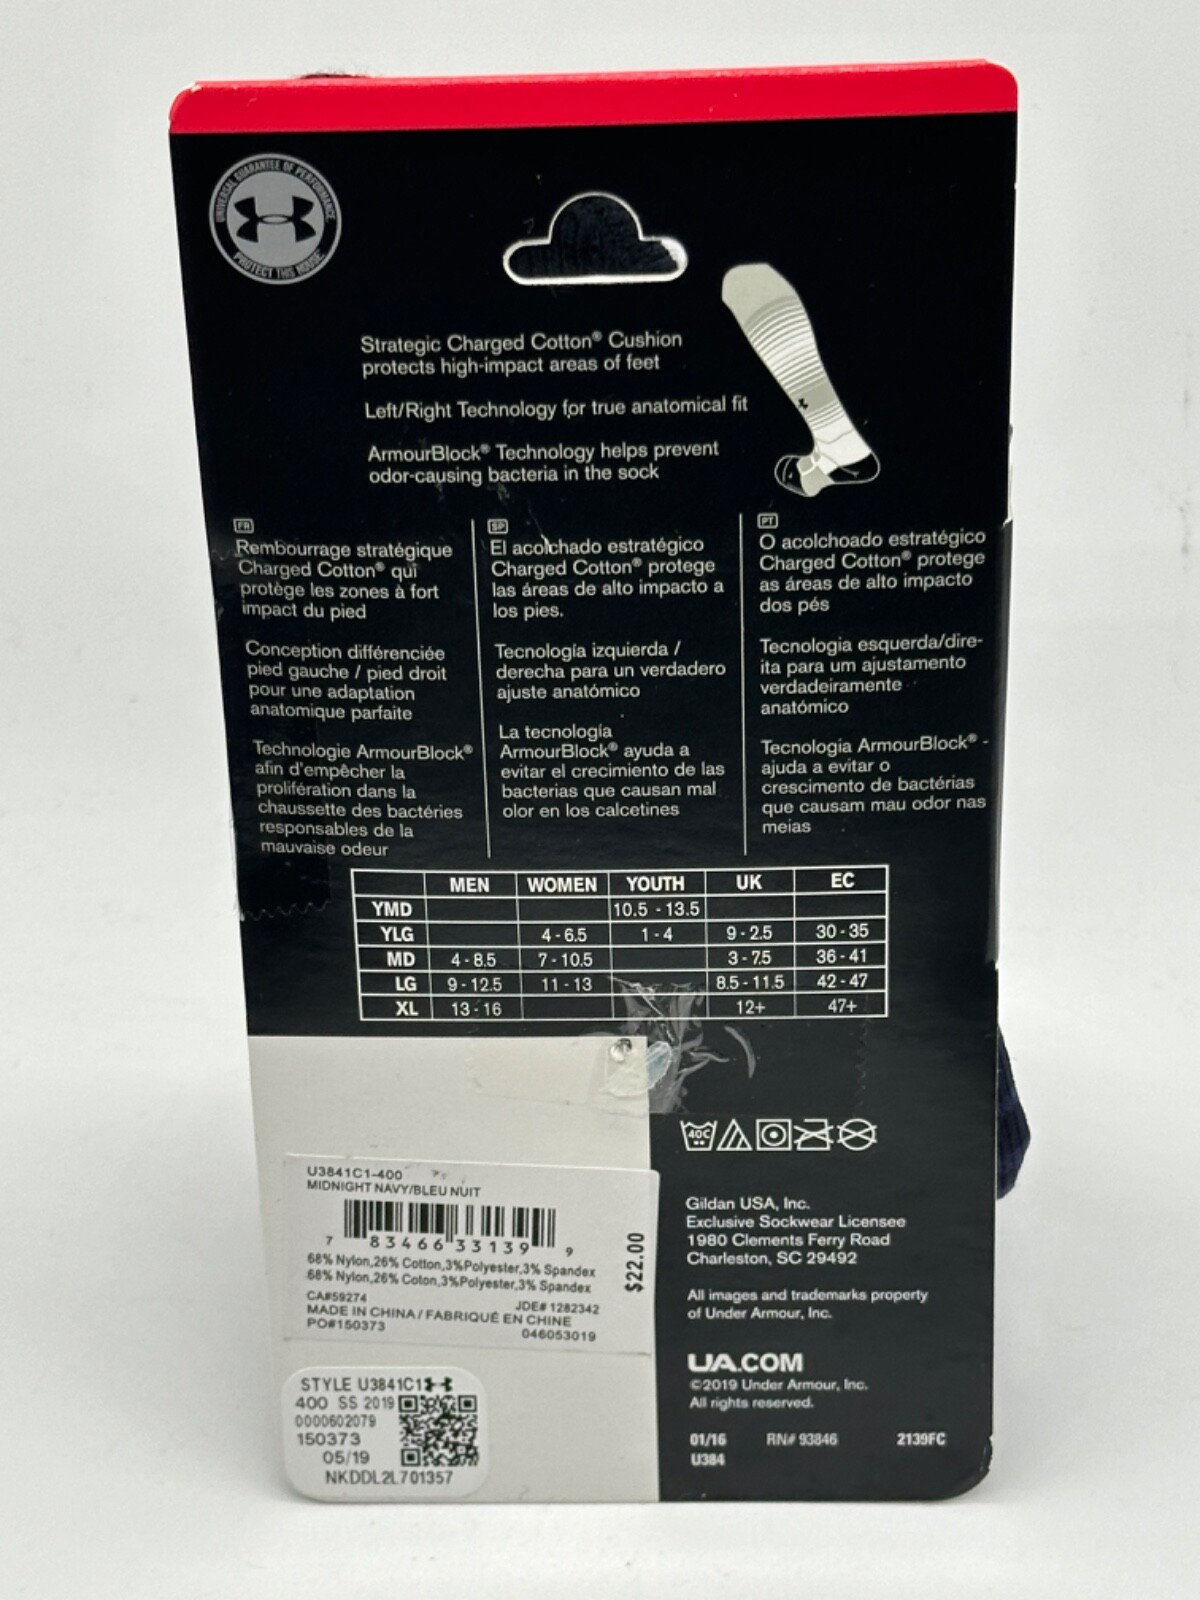 UNIVERSAL GUARANTEE OF PERFORMANCE
PROTECT THIS HOUSE
Strategic Charged Cotton® Cushion
protects high-impact areas of feet
Left/Right Technology for true anatomical fit
ArmourBlock® Technology helps prevent
odor-causing bacteria in the sock
FR
Rembourrage stratégique
Charged Cotton® qui
protège les zones à fort
impact du pied
Conception différenciée
pied gauche / pied droit
pour une adaptation
anatomique parfaite
Technologie ArmourBlock®
afin d'empêcher la
prolifération dans la
chaussette des bactéries
responsables de la
mauvaise odeur
SP
El acolchado estratégico
Charged Cotton® protege
las áreas de alto impacto a
los pies.
Tecnología izquierda /
derecha para un verdadero
ajuste anatómico
La tecnología
ArmourBlock® ayuda a
evitar el crecimiento de las
bacterias que causan mal
olor en los calcetines
PT
O acolchoado estratégico
Charged Cotton® protege
as áreas de alto impacto
dos pés
Tecnologia esquerda/dire-
ita para um ajustamento
verdadeiramente
anatómico
Tecnologia ArmourBlock® -
ajuda a evitar o
crescimento de bactérias
que causam mau odor nas
meias
MEN WOMEN YOUTH UK EC
YMD 10.5 - 13.5
YLG 4 - 6.5 1 - 4 9 - 2.5 30 - 35
MD 4 - 8.5 7 - 10.5 3 - 7.5 36 - 41
LG 9 - 12.5 11 - 13 8.5 - 11.5 42 - 47
XL 13 - 16 12+ 47+
40C
U3841C1-400
MIDNIGHT NAVY/BLEU NUIT
7 83466 33139 9
68% Nylon,26% Cotton,3%Polyester,3% Spandex
68% Nylon,26% Coton,3%Polyester,3% Spandex
CA#59274 JDE# 1282342
MADE IN CHINA / FABRIQUÉ EN CHINE
PO#150373 046053019
$22.00
STYLE U3841C1
400 SS 2019
0000602079
150373
05/19
NKDDL2L701357
Gildan USA, Inc.
Exclusive Sockwear Licensee
1980 Clements Ferry Road
Charleston, SC 29492
All images and trademarks property
of Under Armour, Inc.
UA.COM
©2019 Under Armour, Inc.
All rights reserved.
01/16 RN# 93846 2139FC
U384